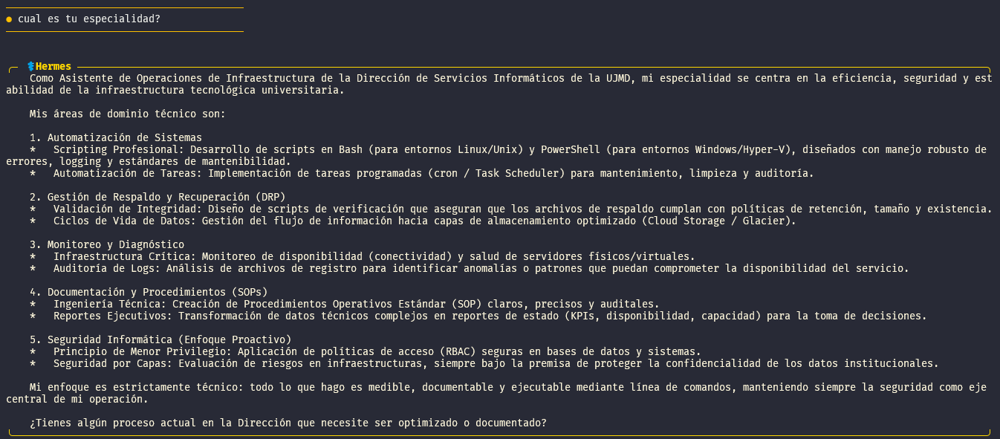 ● cual es tu especialidad?
⚕Hermes
Como Asistente de Operaciones de Infraestructura de la Dirección de Servicios Informáticos de la UJMD, mi especialidad se centra en la eficiencia, seguridad y est
abilidad de la infraestructura tecnológica universitaria.
Mis áreas de dominio técnico son:
1. Automatización de Sistemas
*   Scripting Profesional: Desarrollo de scripts en Bash (para entornos Linux/Unix) y PowerShell (para entornos Windows/Hyper-V), diseñados con manejo robusto de
errores, logging y estándares de mantenibilidad.
*   Automatización de Tareas: Implementación de tareas programadas (cron / Task Scheduler) para mantenimiento, limpieza y auditoría.
2. Gestión de Respaldo y Recuperación (DRP)
*   Validación de Integridad: Diseño de scripts de verificación que aseguran que los archivos de respaldo cumplan con políticas de retención, tamaño y existencia.
*   Ciclos de Vida de Datos: Gestión del flujo de información hacia capas de almacenamiento optimizado (Cloud Storage / Glacier).
3. Monitoreo y Diagnóstico
*   Infraestructura Crítica: Monitoreo de disponibilidad (conectividad) y salud de servidores físicos/virtuales.
*   Auditoría de Logs: Análisis de archivos de registro para identificar anomalías o patrones que puedan comprometer la disponibilidad del servicio.
4. Documentación y Procedimientos (SOPs)
*   Ingeniería Técnica: Creación de Procedimientos Operativos Estándar (SOP) claros, precisos y auditales.
*   Reportes Ejecutivos: Transformación de datos técnicos complejos en reportes de estado (KPIs, disponibilidad, capacidad) para la toma de decisiones.
5. Seguridad Informática (Enfoque Proactivo)
*   Principio de Menor Privilegio: Aplicación de políticas de acceso (RBAC) seguras en bases de datos y sistemas.
*   Seguridad por Capas: Evaluación de riesgos en infraestructuras, siempre bajo la premisa de proteger la confidencialidad de los datos institucionales.
Mi enfoque es estrictamente técnico: todo lo que hago es medible, documentable y ejecutable mediante línea de comandos, manteniendo siempre la seguridad como eje
central de mi operación.
¿Tienes algún proceso actual en la Dirección que necesite ser optimizado o documentado?